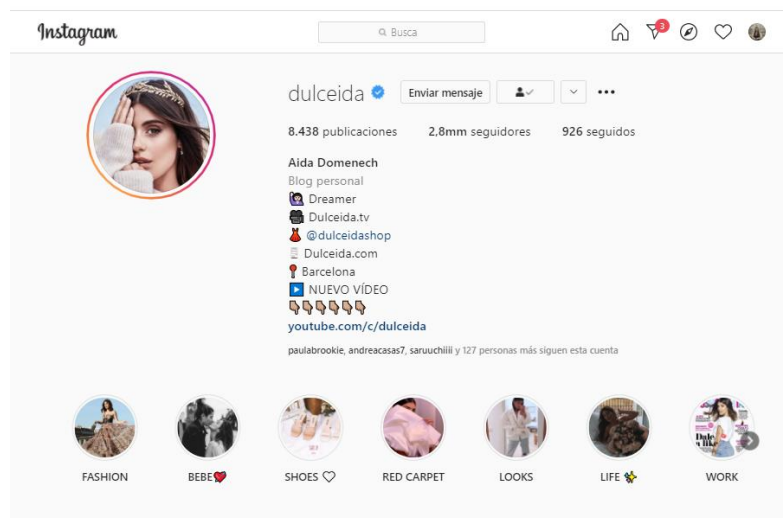 Instagram
Busca
3
dulceida Enviar mensaje
8.438 publicaciones 2,8mm seguidores 926 seguidos
Aida Domenech
Blog personal
Dreamer
Dulceida.tv
@dulceidashop
Dulceida.com
Barcelona
NUEVO VÍDEO
youtube.com/c/dulceida
paulabrookie, andreacasas7, saruuchiiii y 127 personas más siguen esta cuenta
FASHION BEBE SHOES RED CARPET LOOKS LIFE WORK